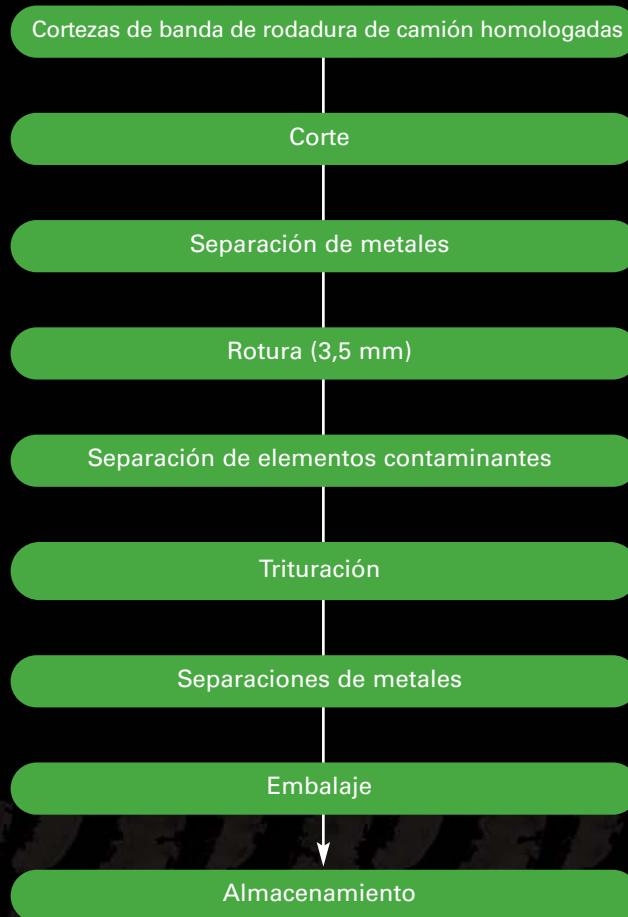 Cortezas de banda de rodadura de camión homologadas
Corte
Separación de metales
Rotura (3,5 mm)
Separación de elementos contaminantes
Trituración
Separaciones de metales
Embalaje
Almacenamiento